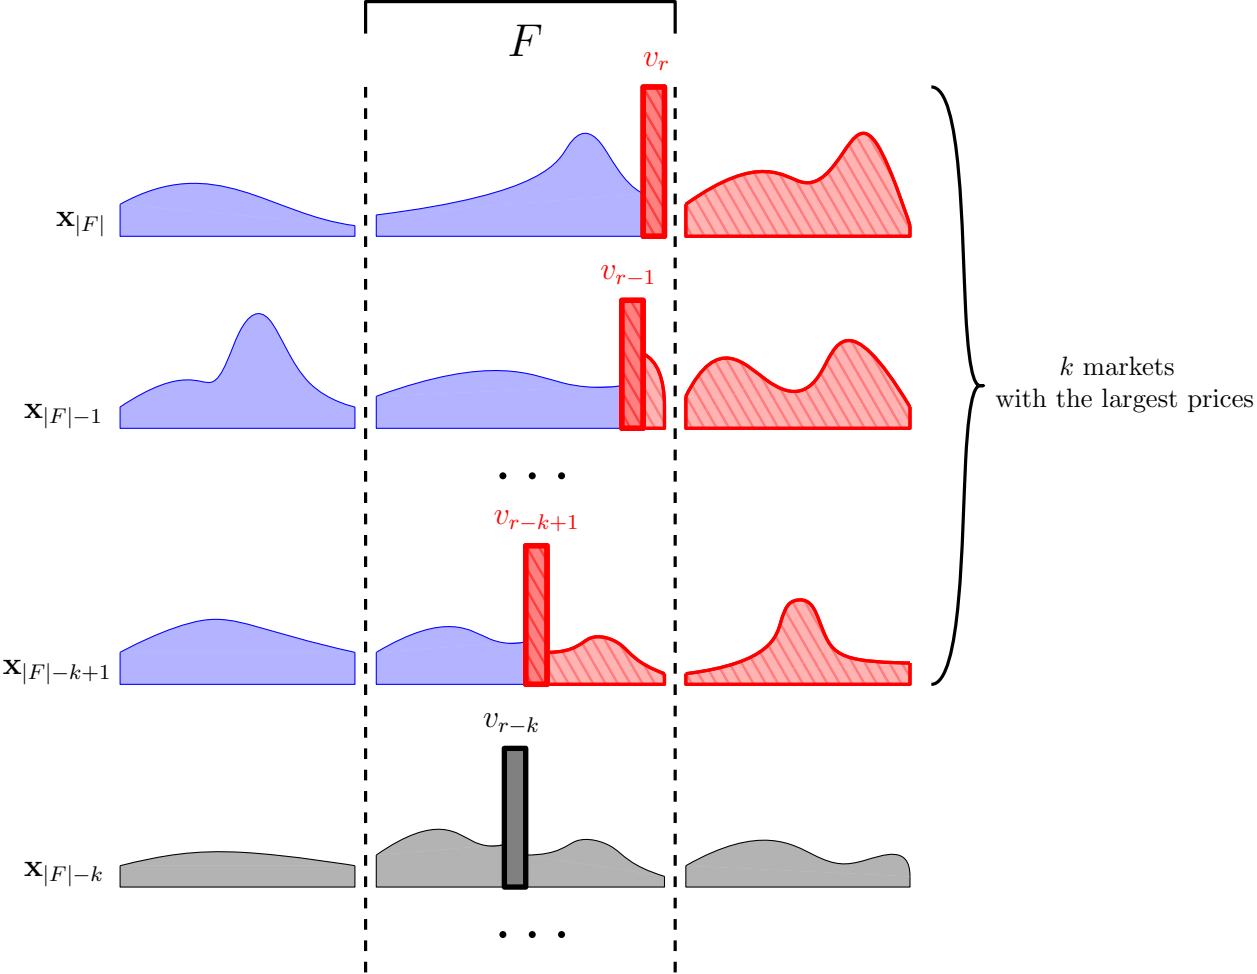 F
v_r
x_{|F|}
v_{r-1}
x_{|F|-1}
k markets
with the largest prices
. . .
v_{r-k+1}
x_{|F|-k+1}
v_{r-k}
x_{|F|-k}
. . .